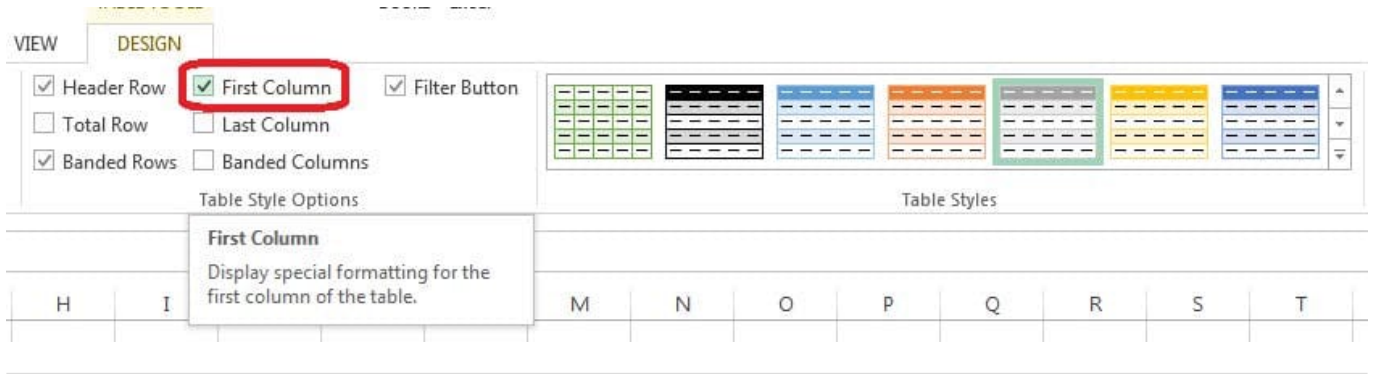 VIEW DESIGN
Header Row First Column Filter Button
Total Row Last Column
Banded Rows Banded Columns
Table Style Options Table Styles
First Column
Display special formatting for the
first column of the table.
H I M N O P Q R S T